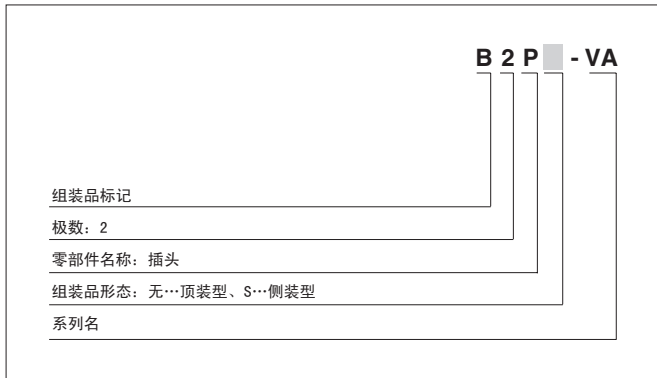 B 2 P - VA
组装品标记
极数：2
零部件名称：插头
组装品形态：无…顶装型、S…侧装型
系列名